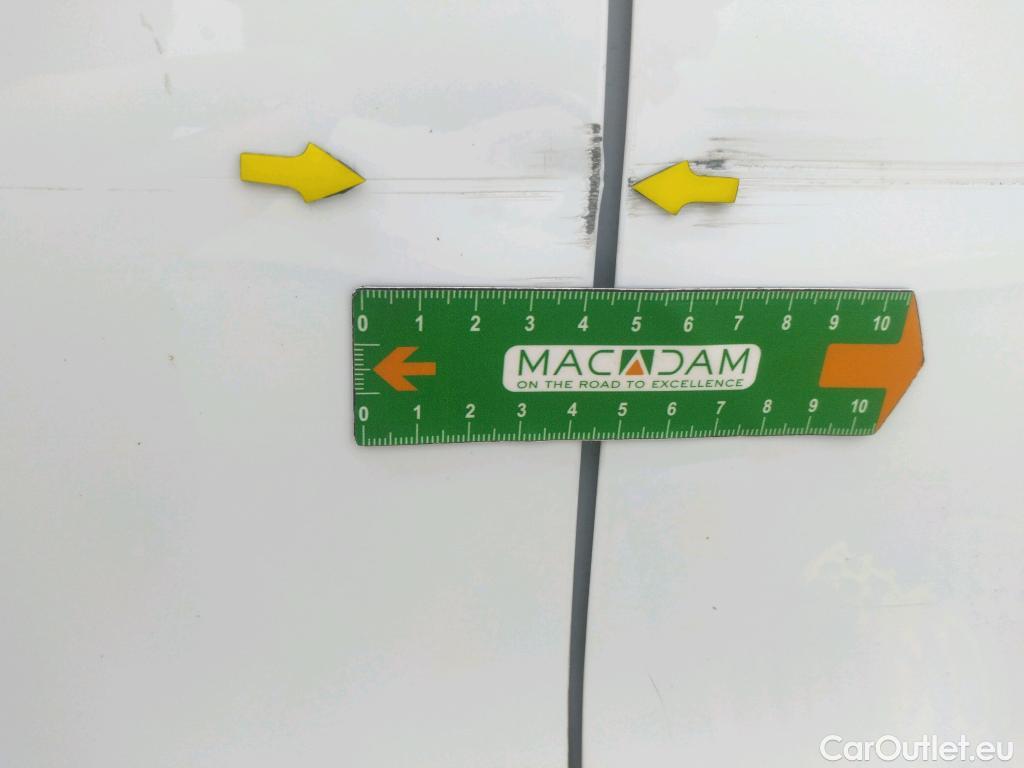 0 1 2 3 4 5 6 7 8 9 10
MACADAM
ON THE ROAD TO EXCELLENCE
0 1 2 3 4 5 6 7 8 9 10
CarOutlet.eu